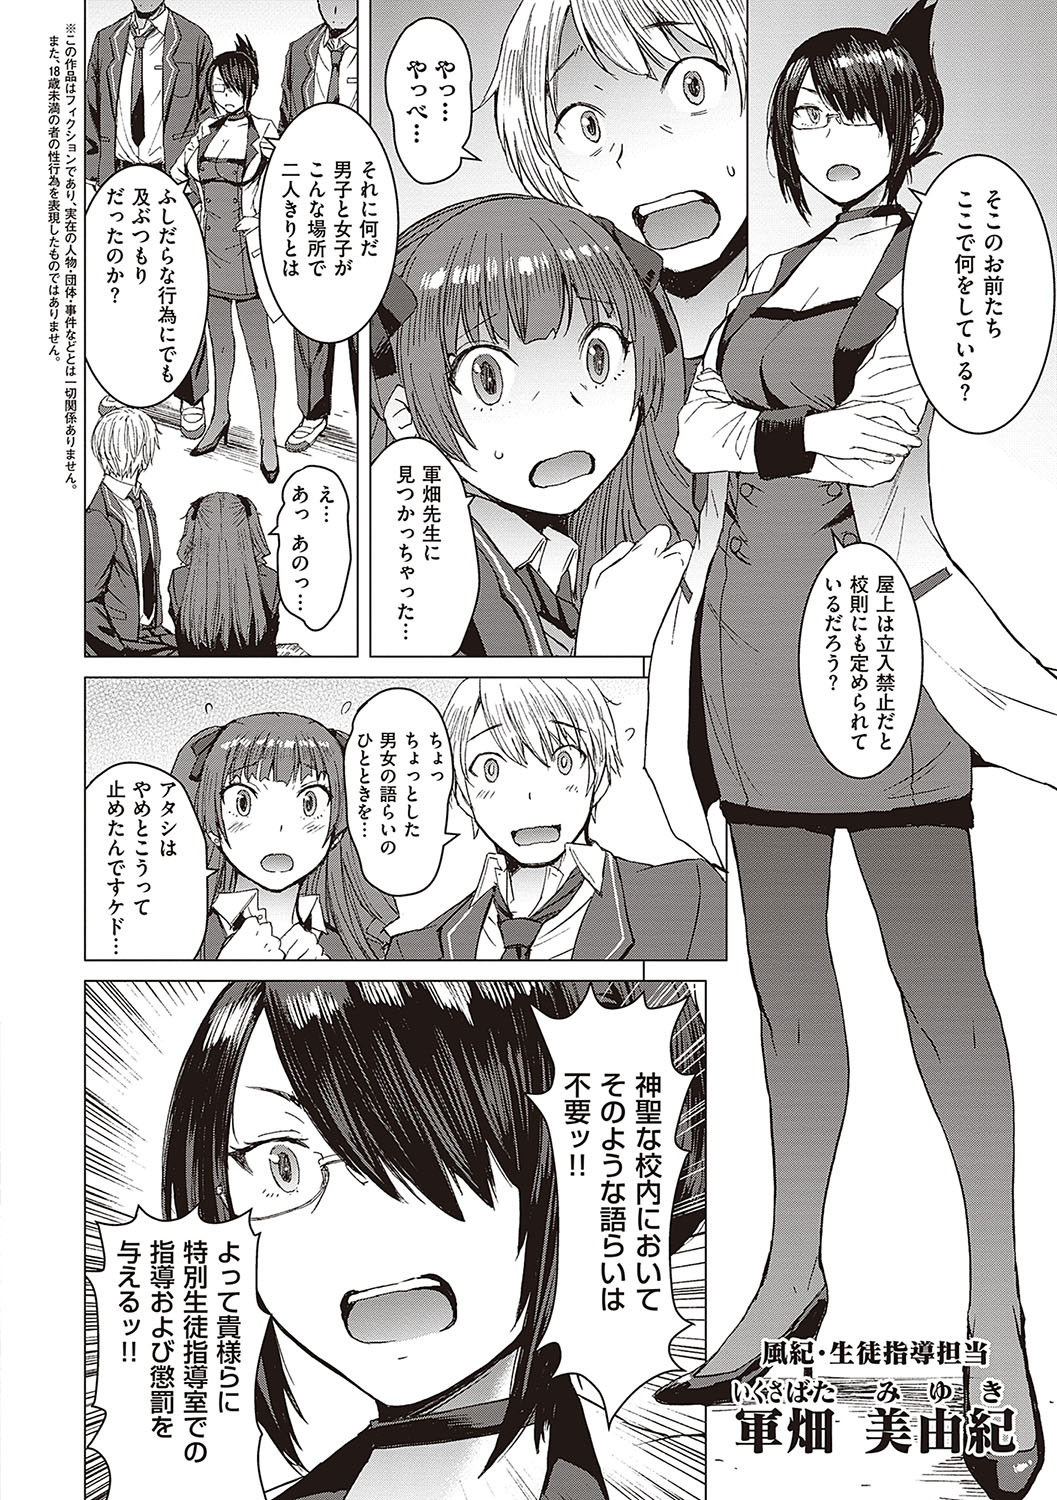 そこのお前たち
ここで何をしている？
やっ…
やっべ…
屋上は立入禁止だと
校則にも定められて
いるだろう？
軍畑先生に
見つかっちゃった…
それに何だ
男子と女子が
こんな場所で
二人きりとは
ふしだらな行為にでも
及ぶつもり
だったのか？
え…
あっ あのっ…
※この作品はフィクションであり、実在の人物・団体・事件などとは一切関係ありません。
また、18歳未満の者の性行為を表現したものではありません。
ちょっ
ちょっとした
男女の語らいの
ひとときを…
アタシは
やめとこうって
止めたんですケド…
神聖な校内において
そのような語らいは
不要ッ!!
よって貴様らに
特別生徒指導室での
指導および懲罰を
与えるッ!!
風紀・生徒指導担当
いくさばた みゆき
軍畑 美由紀